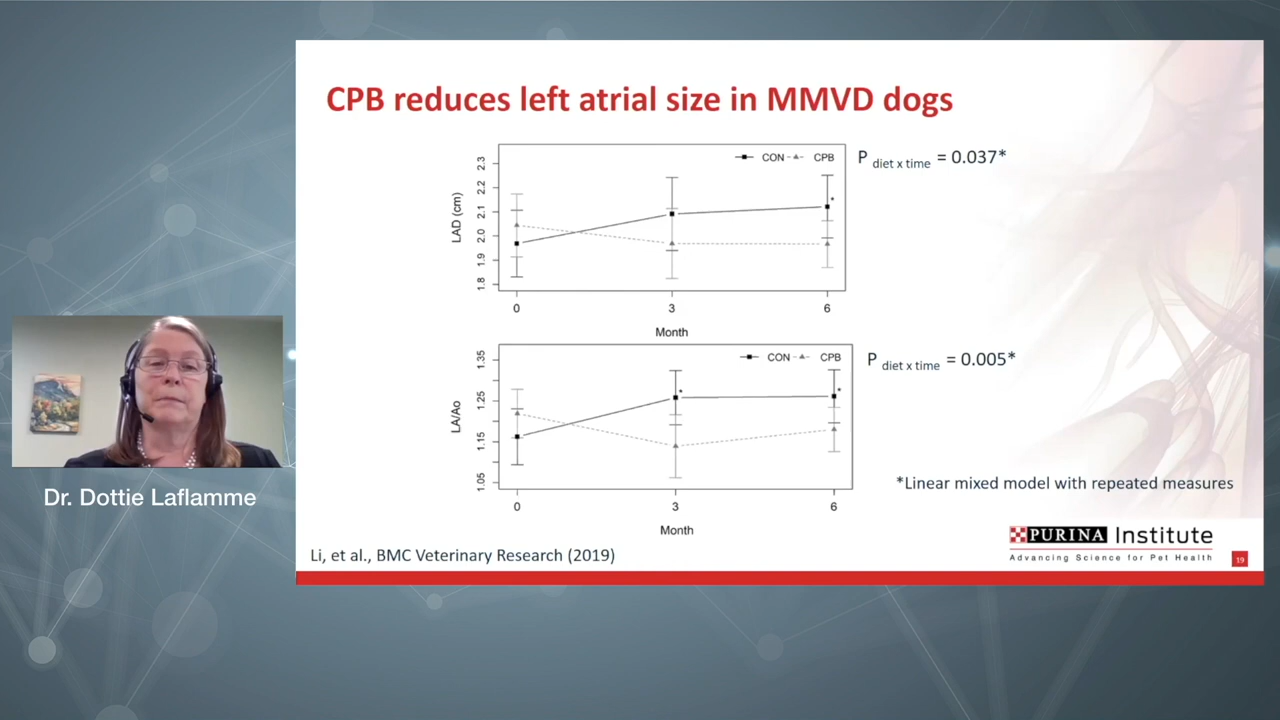 CPB reduces left atrial size in MMVD dogs
CON CPB
P diet x time = 0.037*
LAD (cm)
2.3
2.2
2.1
2.0
1.9
1.8
*
0 3 6
Month
CON CPB
P diet x time = 0.005*
LA/Ao
1.35
1.25
1.15
1.05
* *
0 3 6
Month
*Linear mixed model with repeated measures
Li, et al., BMC Veterinary Research (2019)
PURINA Institute
Advancing Science for Pet Health
19
Dr. Dottie Laflamme